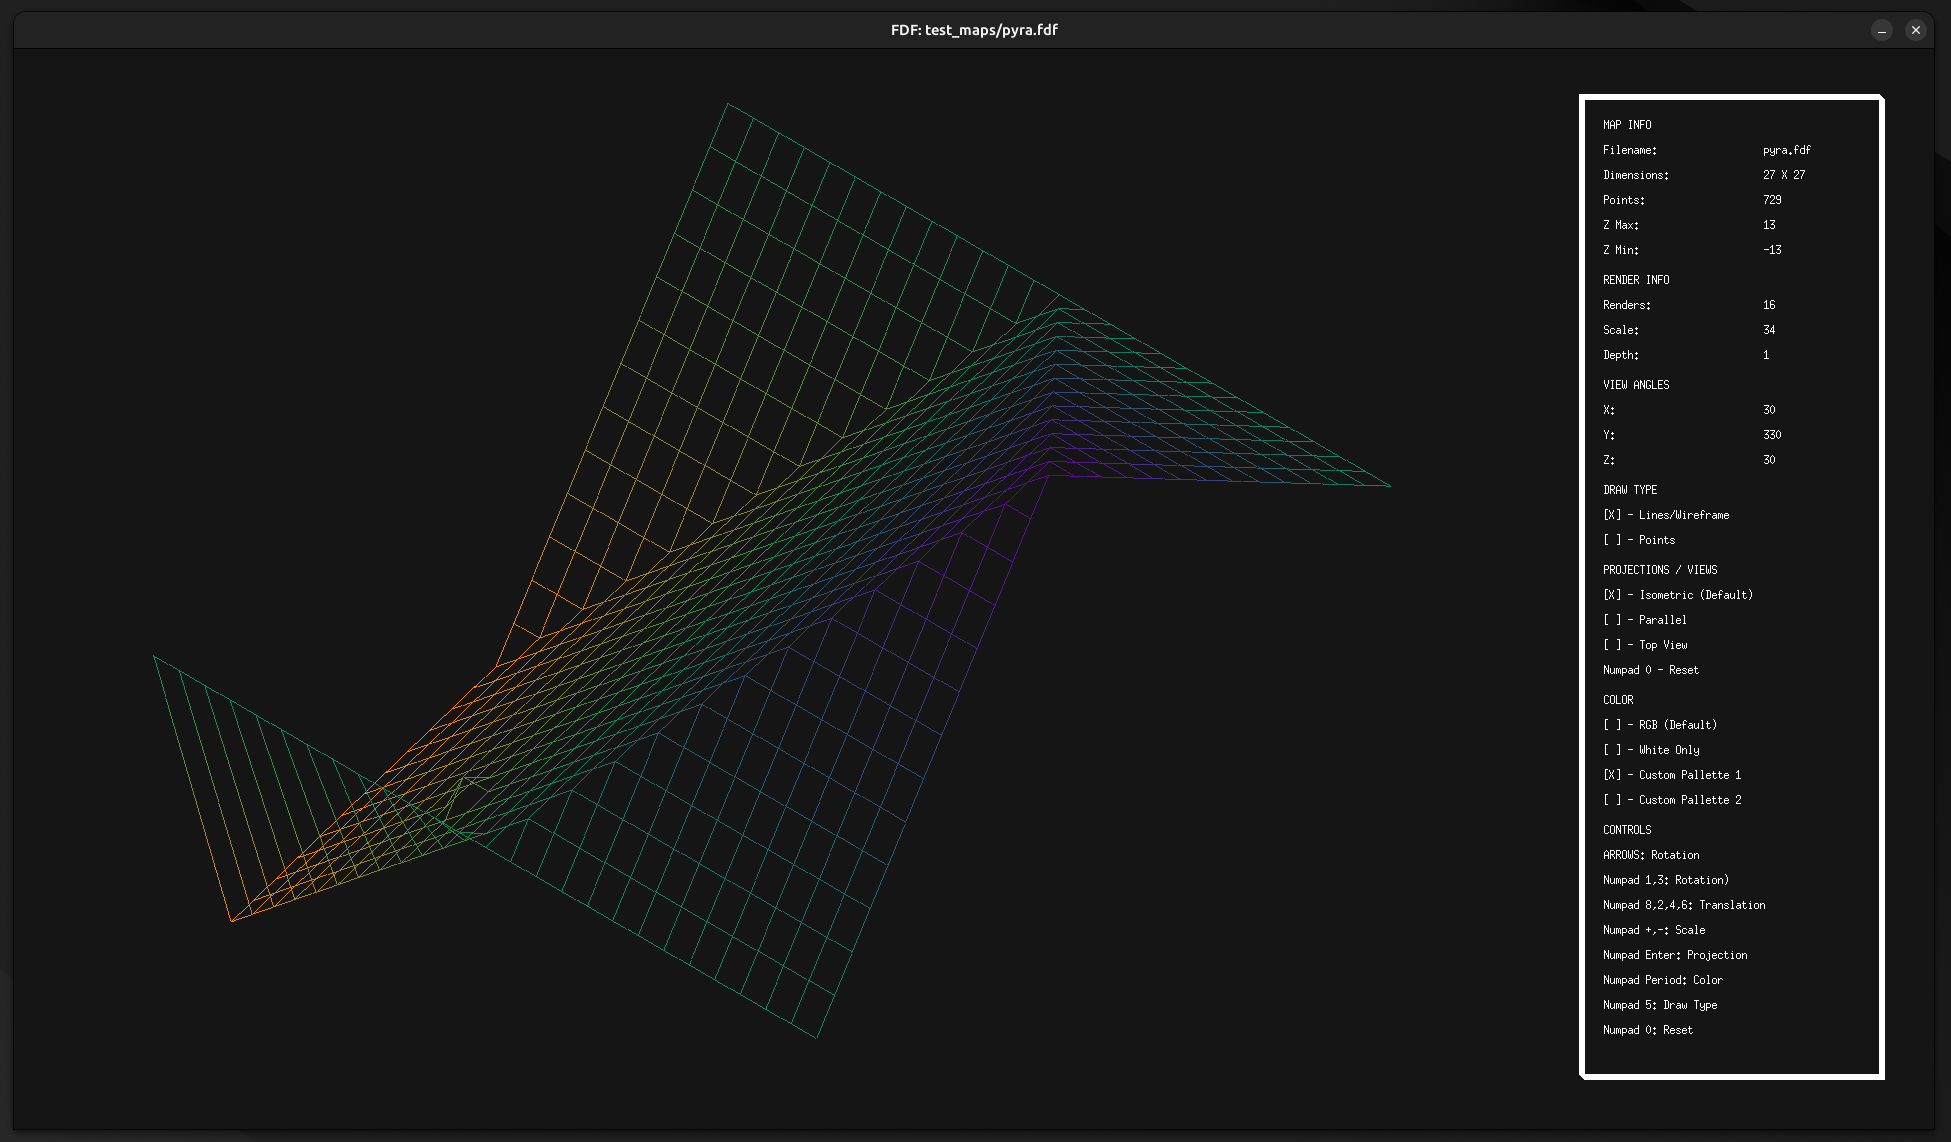 FDF: test_maps/pyra.fdf
MAP INFO
Filename: pyra.fdf
Dimensions: 27 X 27
Points: 729
Z Max: 13
Z Min: -13
RENDER INFO
Renders: 16
Scale: 34
Depth: 1
VIEW ANGLES
X: 30
Y: 330
Z: 30
DRAW TYPE
[X] - Lines/Wireframe
[ ] - Points
PROJECTIONS / VIEWS
[X] - Isometric (Default)
[ ] - Parallel
[ ] - Top View
Numpad 0 - Reset
COLOR
[ ] - RGB (Default)
[ ] - White Only
[X] - Custom Pallette 1
[ ] - Custom Pallette 2
CONTROLS
ARROWS: Rotation
Numpad 1,3: Rotation)
Numpad 8,2,4,6: Translation
Numpad +,-: Scale
Numpad Enter: Projection
Numpad Period: Color
Numpad 5: Draw Type
Numpad 0: Reset